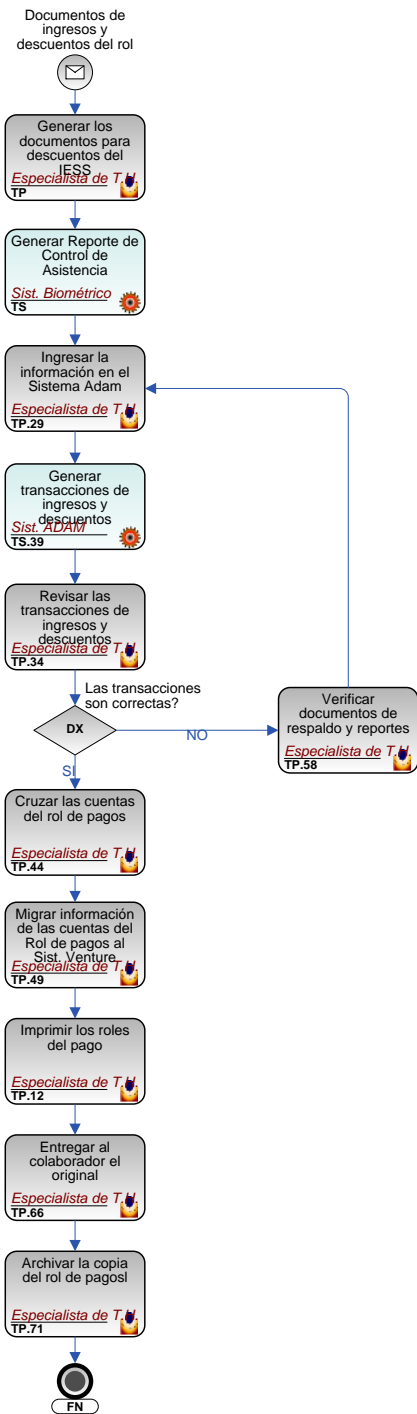 Documentos de
ingresos y
descuentos del rol
Generar los
documentos para
descuentos del
IESS
Especialista de T.H.
TP
Generar Reporte de
Control de
Asistencia
Sist. Biométrico
TS
Ingresar la
información en el
Sistema Adam
Especialista de T.H.
TP.29
Generar
transacciones de
ingresos y
descuentos
Sist. ADAM
TS.39
Revisar las
transacciones de
ingresos y
descuentos
Especialista de T.H.
TP.34
Las transacciones
son correctas?
DX
NO
SI
Verificar
documentos de
respaldo y reportes
Especialista de T.H.
TP.58
Cruzar las cuentas
del rol de pagos
Especialista de T.H.
TP.44
Migrar información
de las cuentas del
Rol de pagos al
Sist. Venture
Especialista de T.H.
TP.49
Imprimir los roles
del pago
Especialista de T.H.
TP.12
Entregar al
colaborador el
original
Especialista de T.H.
TP.66
Archivar la copia
del rol de pagosl
Especialista de T.H.
TP.71
FN